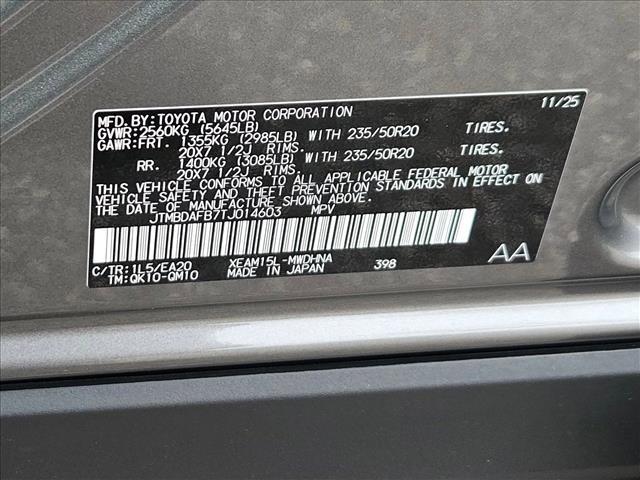 MFD. BY: TOYOTA MOTOR CORPORATION 11/25
GVWR: 2560KG (5645LB)
GAWR: FRT. 1355KG (2985LB) WITH 235/50R20 TIRES.
20X7 1/2J RIMS.
RR. 1400KG (3085LB) WITH 235/50R20 TIRES.
20X7 1/2J RIMS.
THIS VEHICLE CONFORMS TO ALL APPLICABLE FEDERAL MOTOR
VEHICLE SAFETY AND THEFT PREVENTION STANDARDS IN EFFECT ON
THE DATE OF MANUFACTURE SHOWN ABOVE.
JTMBDAFB7TJ014603 MPV
C/TR: 1L5/EA20 XEAM15L-MWDHNA AA
TM: QK10-QM10 MADE IN JAPAN 398